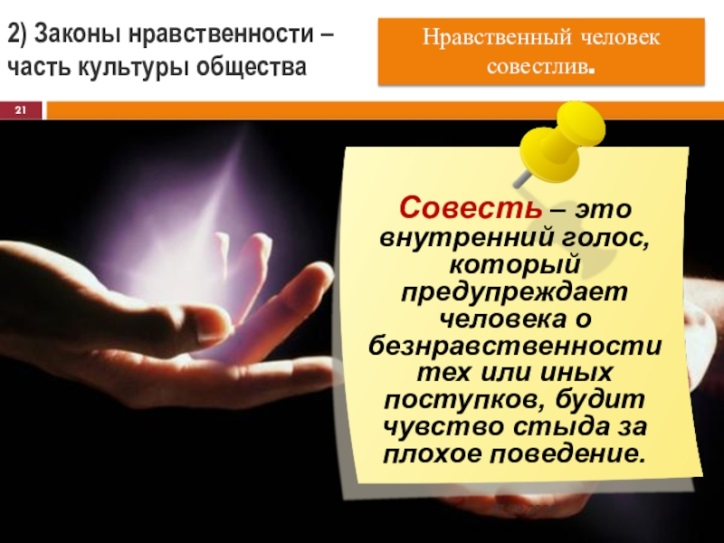 2) Законы нравственности –
часть культуры общества
Нравственный человек
совестлив.
21
Совесть – это
внутренний голос,
который
предупреждает
человека о
безнравственности
тех или иных
поступков, будит
чувство стыда за
плохое поведение.